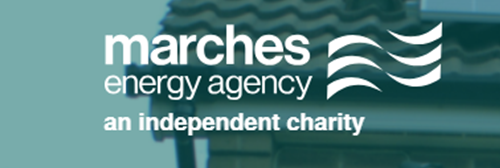 marches
energy agency
an independent charity